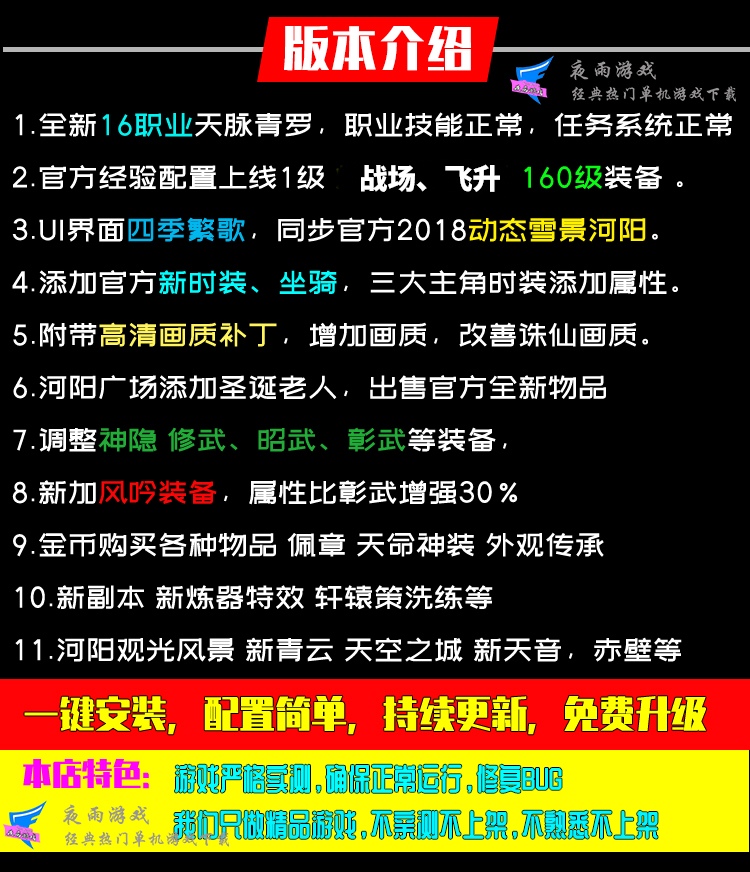 版本介绍
夜雨游戏
经典热门单机游戏下载
1.全新16职业天脉青罗，职业技能正常，任务系统正常
2.官方经验配置上线1级 战场、飞升 160级装备 。
3.UI界面四季繁歌，同步官方2018动态雪景河阳。
4.添加官方新时装、坐骑，三大主角时装添加属性。
5.附带高清画质补丁，增加画质，改善诛仙画质。
6.河阳广场添加圣诞老人，出售官方全新物品
7.调整神隐 修武、昭武、彰武等装备，
8.新加风吟装备，属性比彰武增强30%
9.金币购买各种物品 佩章 天命神装 外观传承
10.新副本 新炼器特效 轩辕策洗练等
11.河阳观光风景 新青云 天空之城 新天音，赤壁等
一键安装，配置简单，持续更新，免费升级
本店特色：
游戏严格实测，确保正常运行，修复BUG
我们只做精品游戏，不亲测不上架，不熟悉不上架
夜雨游戏
经典热门单机游戏下载